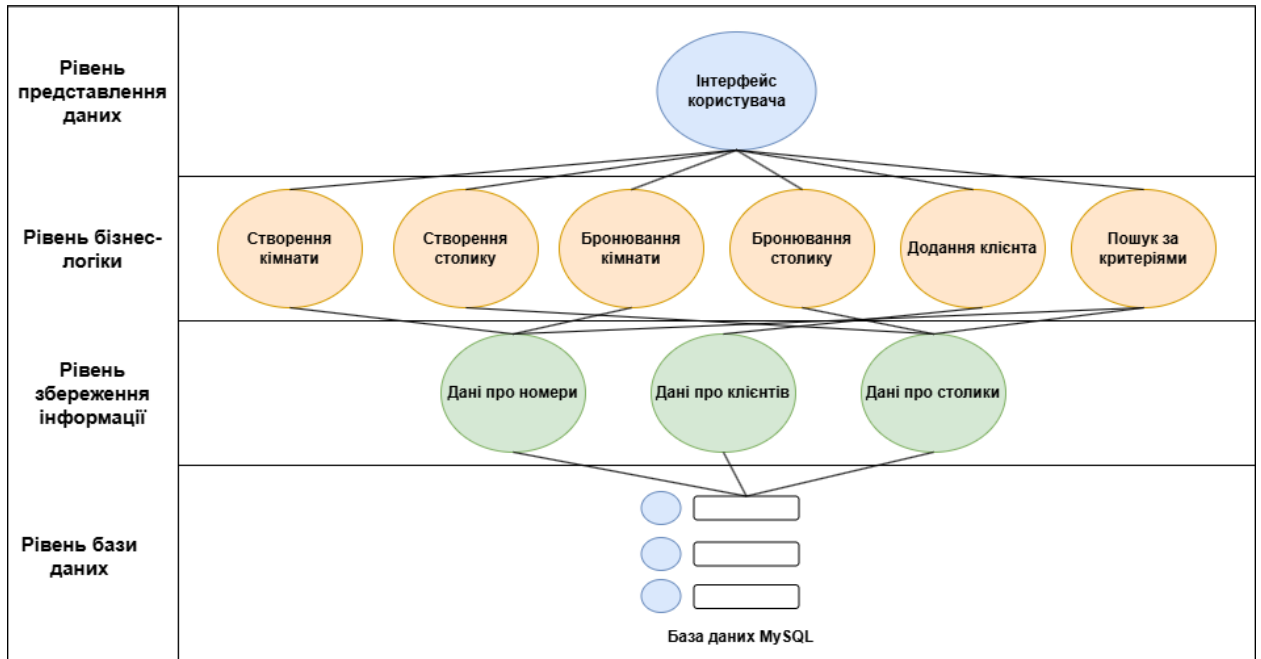 Рівень
представлення
даних
Інтерфейс
користувача
Рівень бізнес-
логіки
Створення
кімнати
Створення
столику
Бронювання
кімнати
Бронювання
столику
Додання клієнта
Пошук за
критеріями
Рівень
збереження
інформації
Дані про номери
Дані про клієнтів
Дані про столики
Рівень бази
даних
База даних MySQL